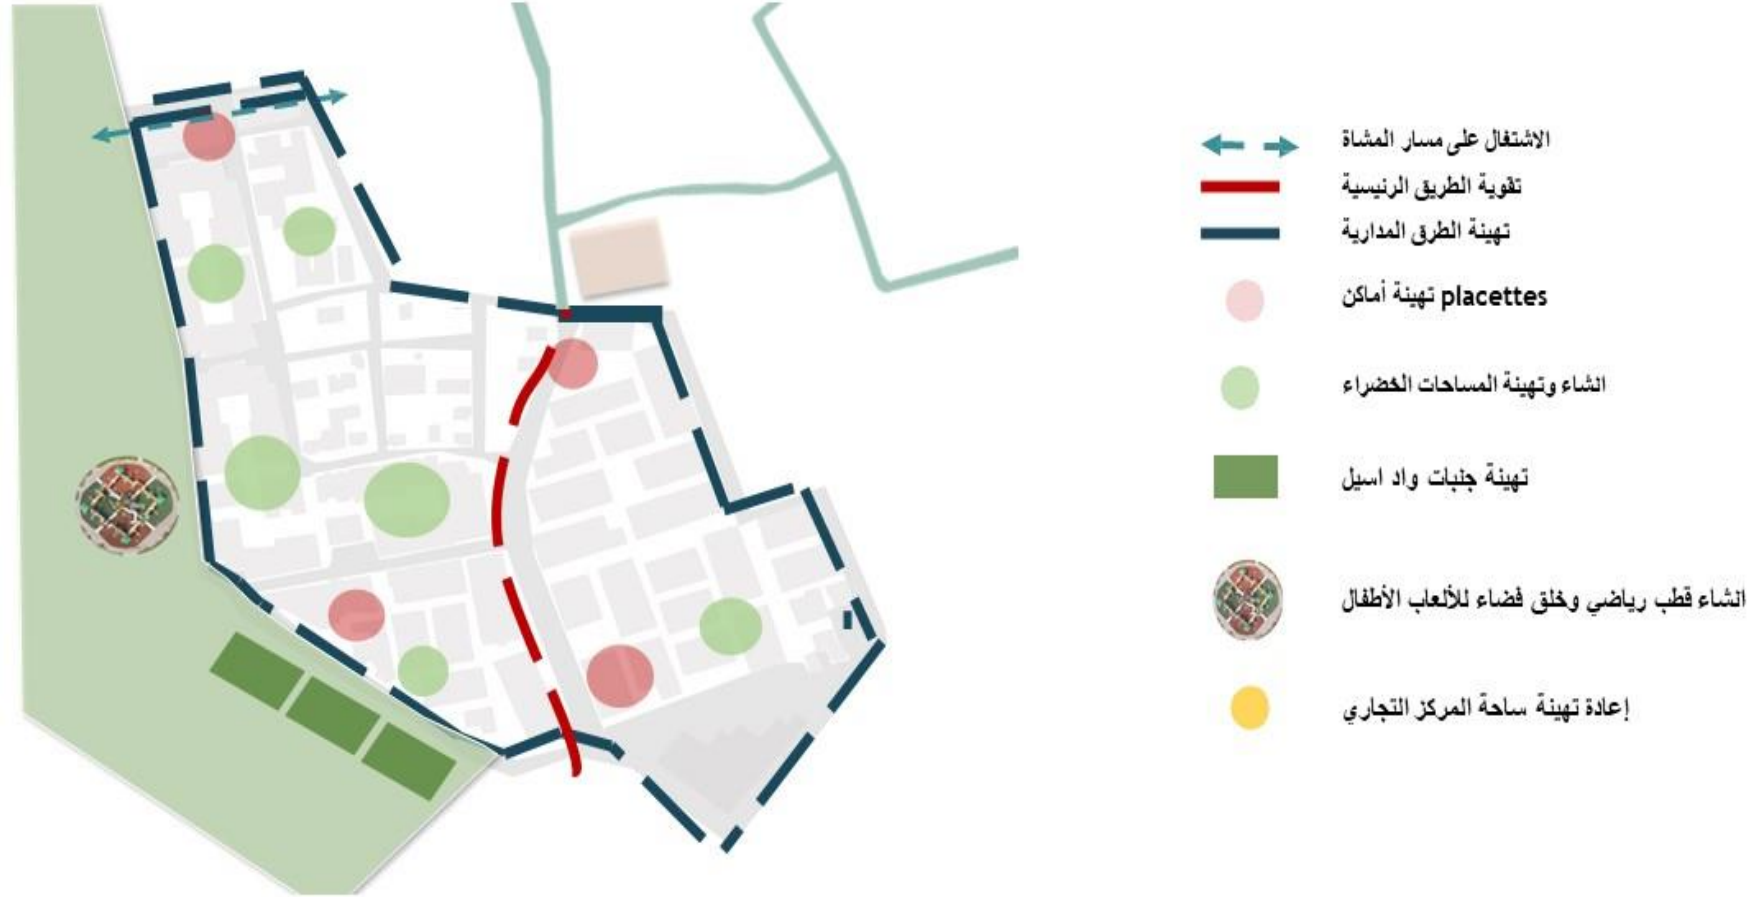 الاشتغال على مسار المشاة
تقوية الطريق الرئيسية
تهيئة الطرق المدارية
تهيئة أماكن placettes
انشاء وتهيئة المساحات الخضراء
تهيئة جنبات واد اسيل
انشاء قطب رياضي وخلق فضاء للألعاب الأطفال
إعادة تهيئة ساحة المركز التجاري